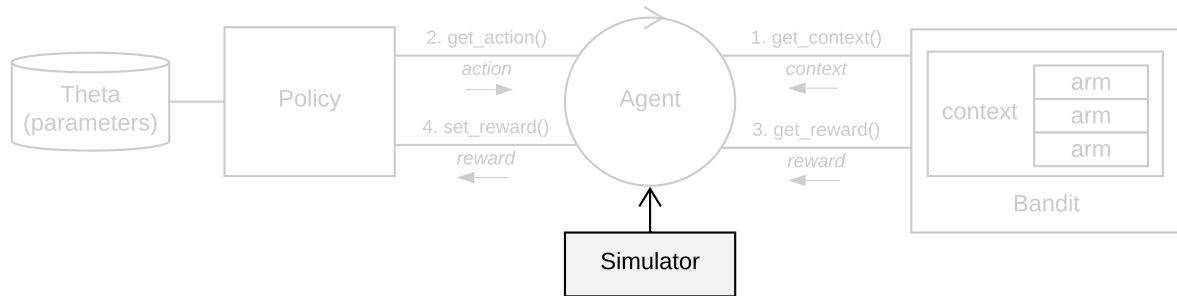 Theta
(parameters)
Policy
2. get_action()
action
4. set_reward()
reward
Agent
1. get_context()
context
3. get_reward()
reward
context
arm
arm
arm
Bandit
Simulator